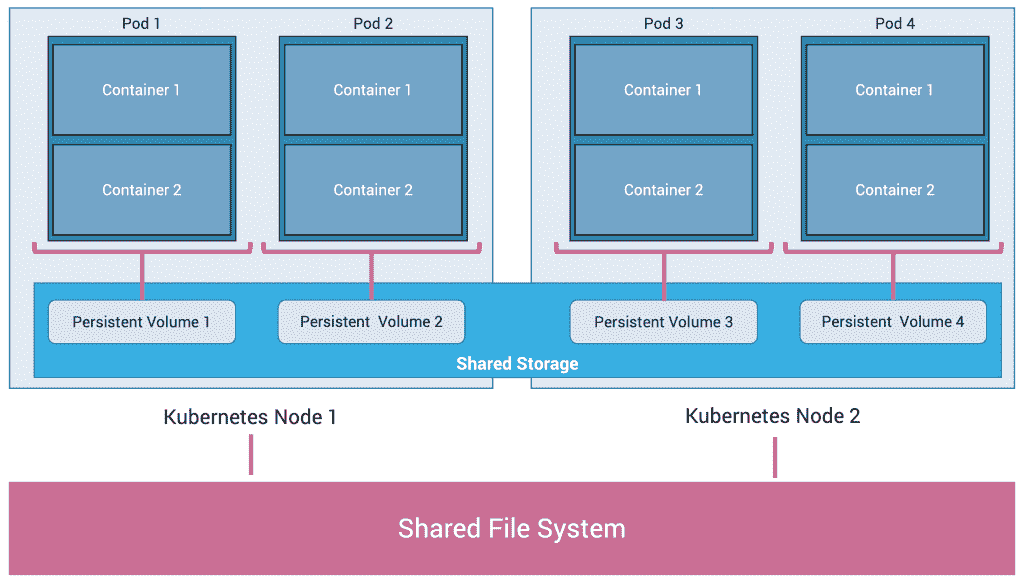 Pod 1
Pod 2
Pod 3
Pod 4
Container 1
Container 1
Container 1
Container 1
Container 2
Container 2
Container 2
Container 2
Persistent Volume 1
Persistent Volume 2
Persistent Volume 3
Persistent Volume 4
Shared Storage
Kubernetes Node 1
Kubernetes Node 2
Shared File System